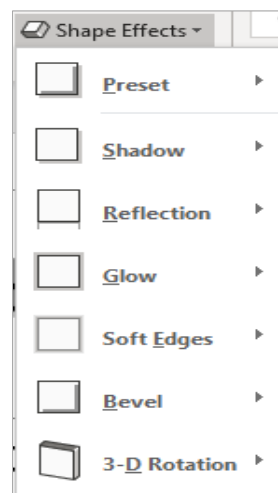 Shape Effects
Preset
Shadow
Reflection
Glow
Soft Edges
Bevel
3-D Rotation